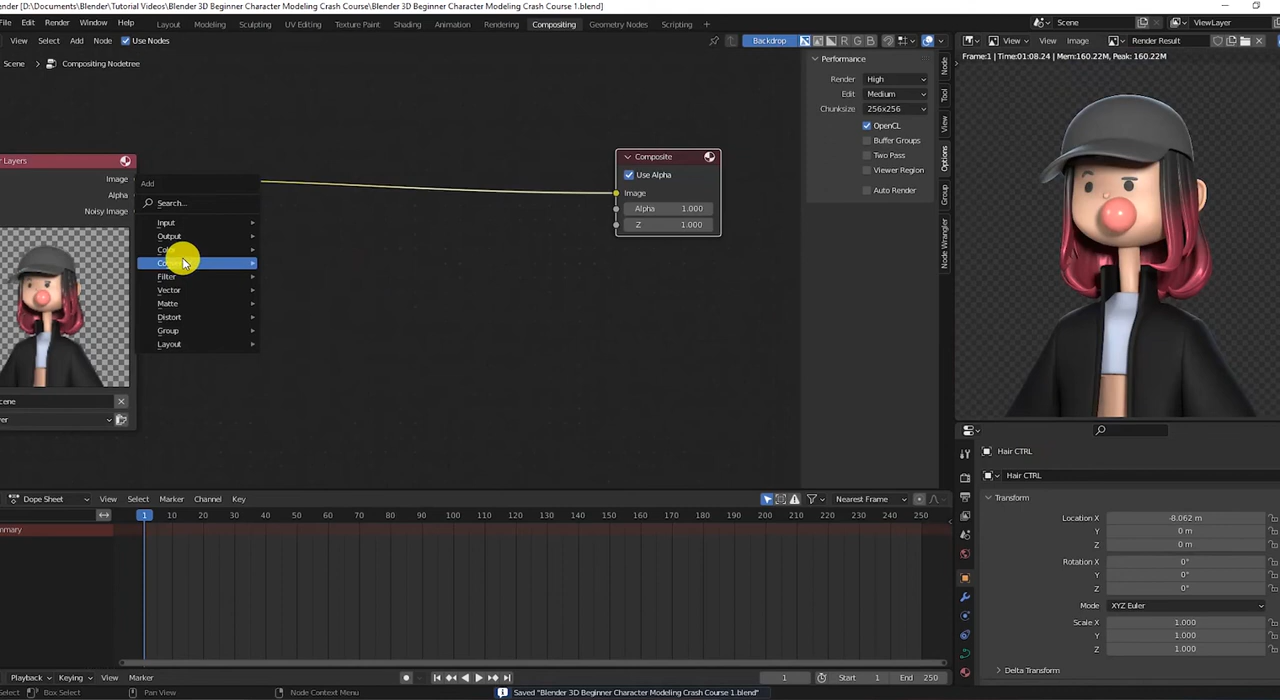 ender [D:\Documents\Blender\Tutorial Videos\Blender 3D Beginner Character Modeling Crash Course\Blender 3D Beginner Character Modeling Crash Course 1.blend]
File Edit Render Window Help Layout Modeling Sculpting UV Editing Texture Paint Shading Animation Rendering Compositing Geometry Nodes Scripting + Scene ViewLayer
View Select Add Node Use Nodes Backdrop R G B View View Image Render Result
Scene Compositing Nodetree
Frame:1 | Time:01:08.24 | Mem:160.22M, Peak: 160.22M
Performance
Render High
Edit Medium
Chunksize 256x256
OpenCL
Buffer Groups
Two Pass
Viewer Region
Auto Render
Node
Tool
View
Options
Group
Node Wrangler
Layers
Image
Alpha
Noisy Image
cene
er
Add
Search...
Input
Output
Filter
Vector
Matte
Distort
Group
Layout
Composite
Use Alpha
Image
Alpha 1.000
Z 1.000
Hair CTRL
Hair CTRL
Transform
Location X -8.062 m
Y 0 m
Z 0 m
Rotation X 0°
Y 0°
Z 0°
Mode XYZ Euler
Scale X 1.000
Y 1.000
Z 1.000
Delta Transform
Dope Sheet View Select Marker Channel Key Nearest Frame
1 10 20 30 40 50 60 70 80 90 100 110 120 130 140 150 160 170 180 190 200 210 220 230 240 250
mmary
Playback Keying View Marker 1 Start 1 End 250
Select Box Select Pan View Node Context Menu Saved "Blender 3D Beginner Character Modeling Crash Course 1.blend"